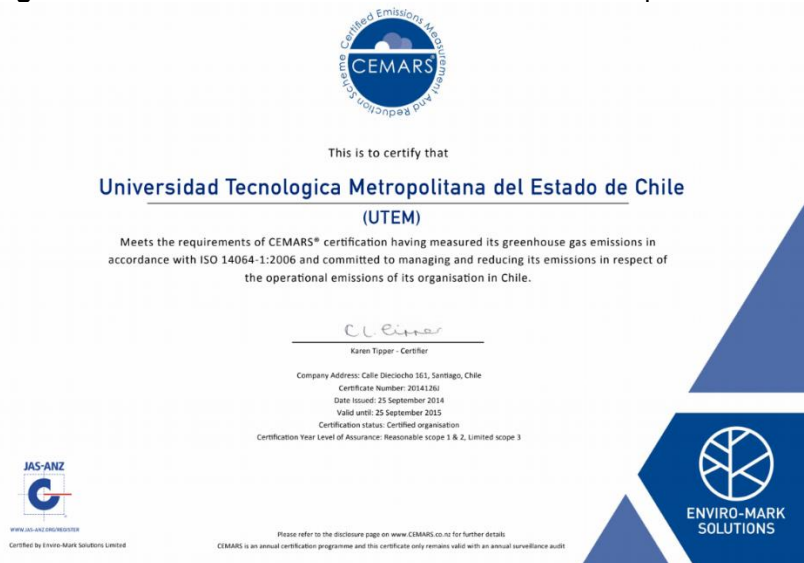 Certified Emissions Measurement And Reduction Scheme
CEMARS
This is to certify that
Universidad Tecnologica Metropolitana del Estado de Chile
(UTEM)
Meets the requirements of CEMARS® certification having measured its greenhouse gas emissions in
accordance with ISO 14064-1:2006 and committed to managing and reducing its emissions in respect of
the operational emissions of its organisation in Chile.
Karen Tipper - Certifier
Company Address: Calle Dieciocho 161, Santiago, Chile
Certificate Number: 2014126J
Date Issued: 25 September 2014
Valid until: 25 September 2015
Certification status: Certified organisation
Certification Year Level of Assurance: Reasonable scope 1 & 2, Limited scope 3
JAS-ANZ
WWW.JAS-ANZ.ORG/REGISTER
Certified by Enviro-Mark Solutions Limited
Please refer to the disclosure page on www.CEMARS.co.nz for further details
CEMARS is an annual certification programme and this certificate only remains valid with an annual surveillance audit
ENVIRO-MARK
SOLUTIONS